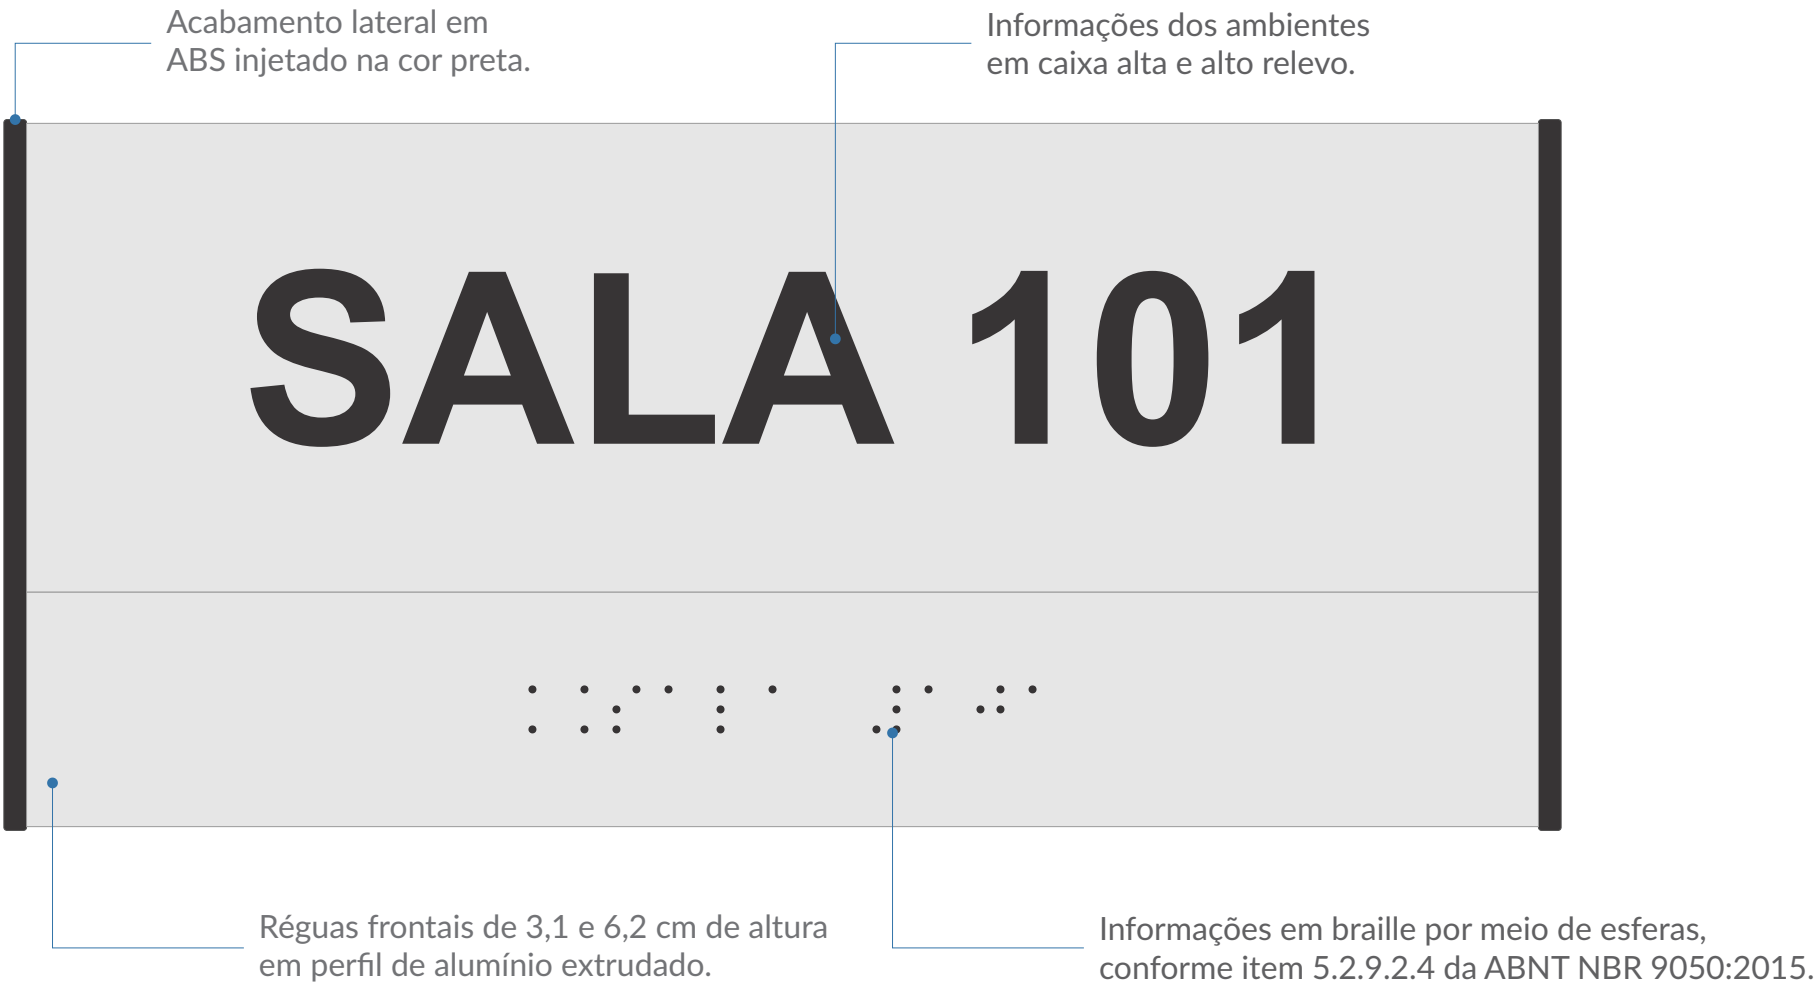 Acabamento lateral em
ABS injetado na cor preta.
Informações dos ambientes
em caixa alta e alto relevo.
SALA 101
⠨⠨⠎⠁⠇⠁ ⠼⠁⠚⠁
Réguas frontais de 3,1 e 6,2 cm de altura
em perfil de alumínio extrudado.
Informações em braille por meio de esferas,
conforme item 5.2.9.2.4 da ABNT NBR 9050:2015.